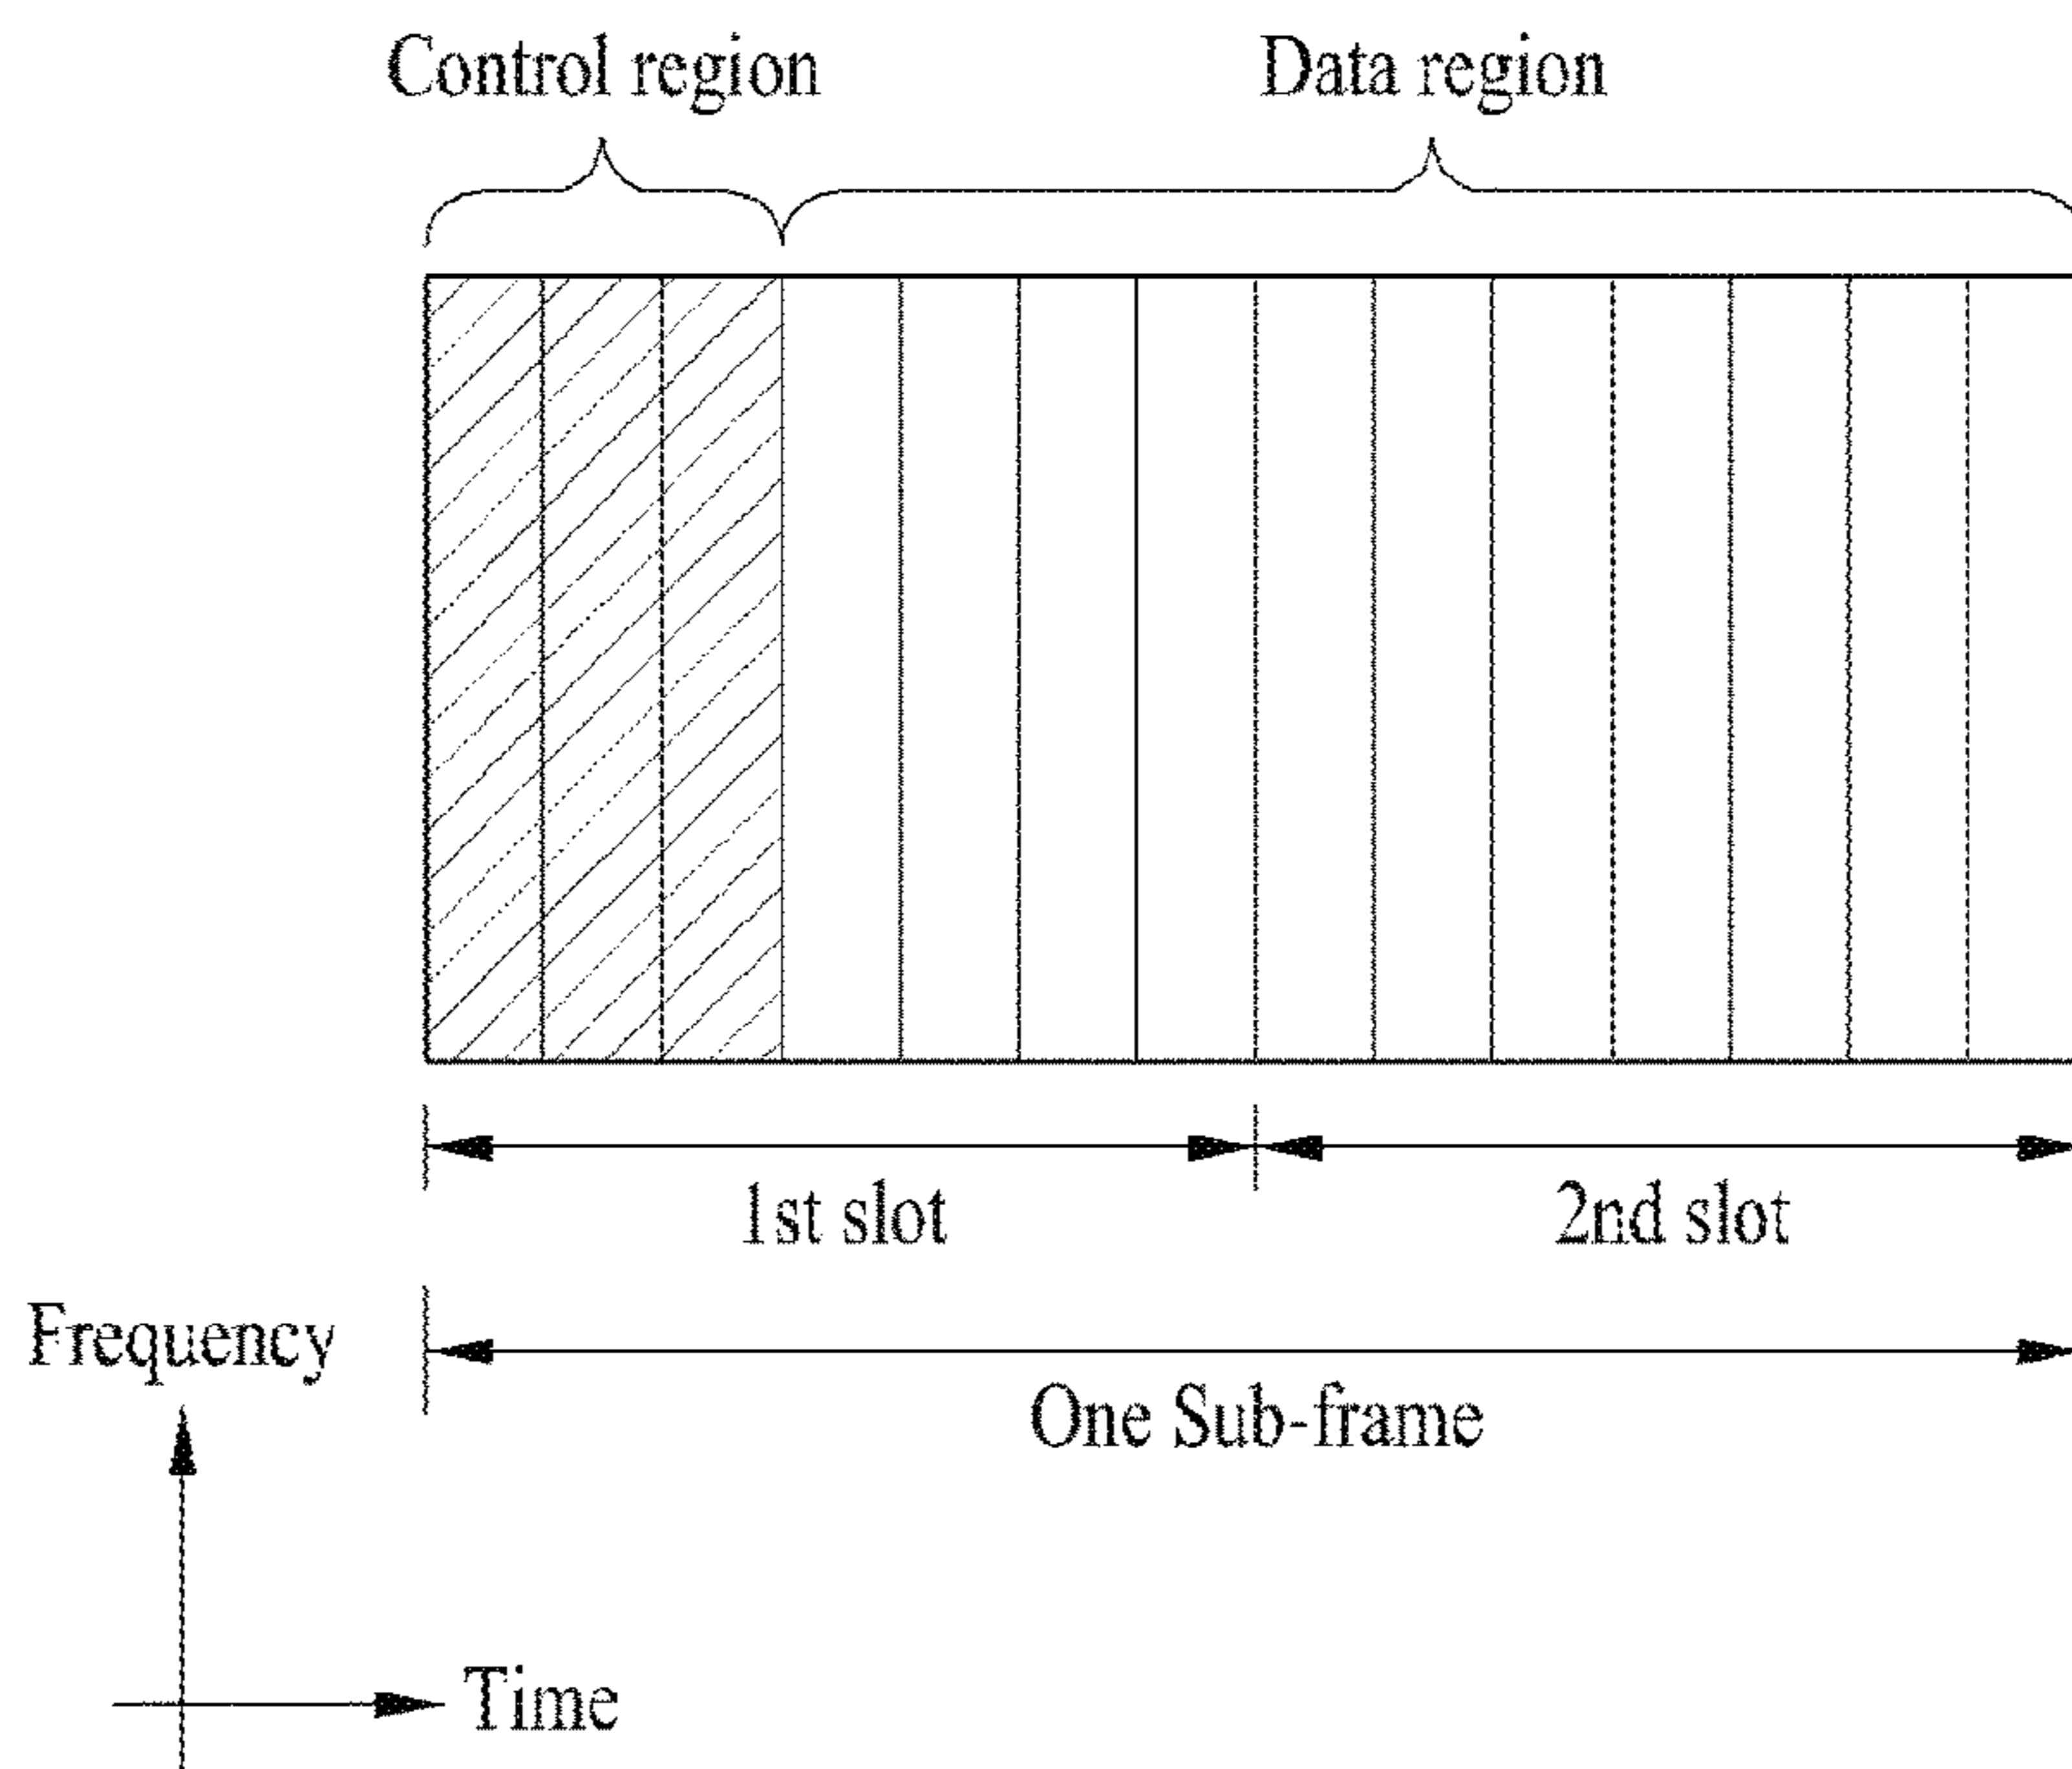 Control region
Data region
1st slot
2nd slot
One Sub-frame
Frequency
Time